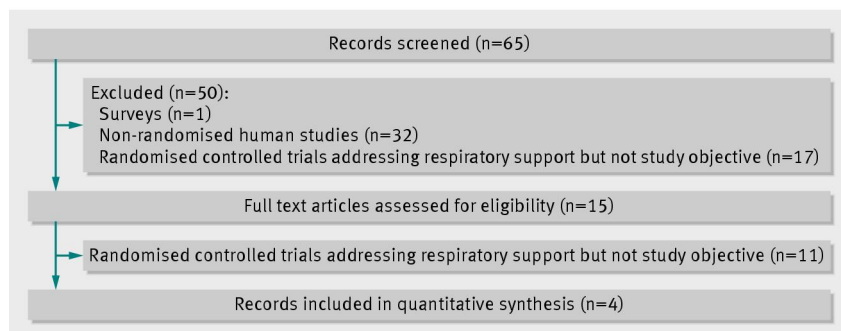 Records screened (n=65)
Excluded (n=50):
Surveys (n=1)
Non-randomised human studies (n=32)
Randomised controlled trials addressing respiratory support but not study objective (n=17)
Full text articles assessed for eligibility (n=15)
Randomised controlled trials addressing respiratory support but not study objective (n=11)
Records included in quantitative synthesis (n=4)